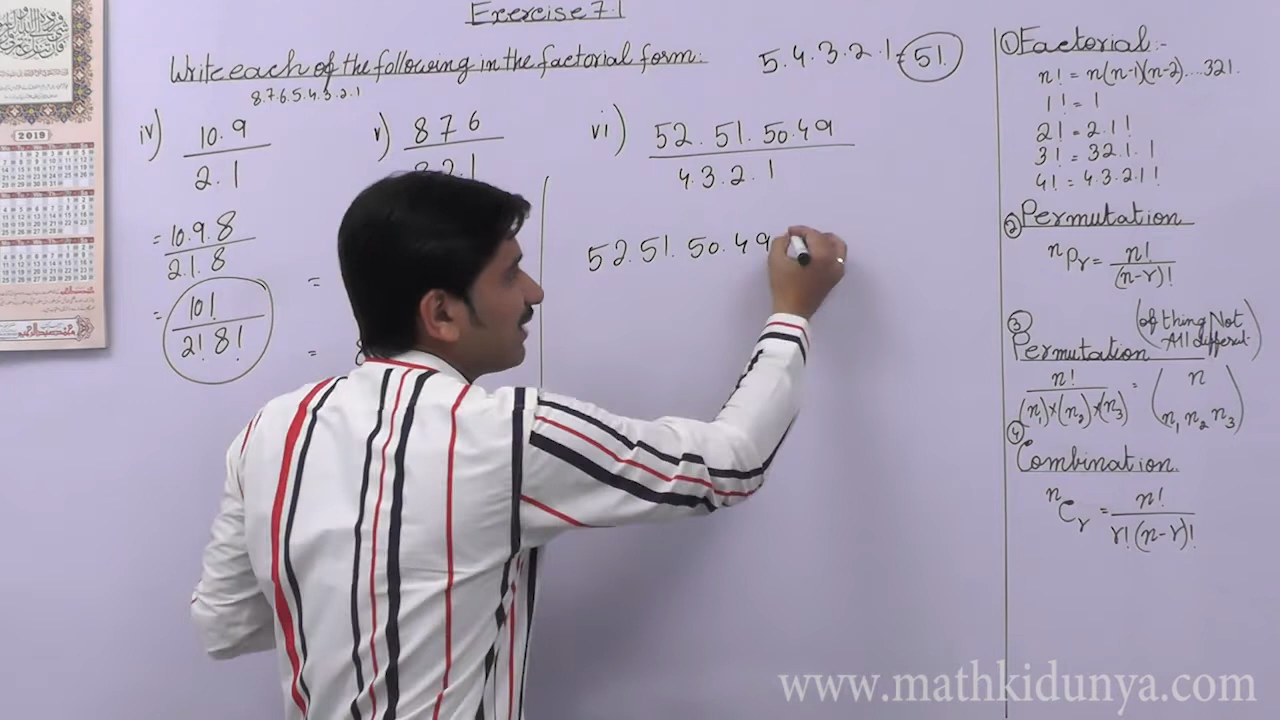 Exercise 7.1
Write each of the following in the factorial form:
5.4.3.2.1 = 5!
8.7.6.5.4.3.2.1
iv) 10.9
2.1
= 10.9.8
2.1.8
= 10!
2! 8!
v) 8 7 6
=
=
vi) 52.51.50.49
4.3.2.1
52.51.50.49
① Factorial:-
n! = n(n-1)(n-2)....321.
1! = 1
2! = 2.1!
3! = 32.1.!
4! = 4.3.2.1!
② Permutation
ⁿPr = n!
(n-r)!
③ Permutation (of thing Not All different)
n!
(n₁)×(n₂)×(n₃)
= ( n
n₁ n₂ n₃ )
④ Combination.
ⁿCr = n!
r!(n-r)!
2019
www.mathkidunya.com